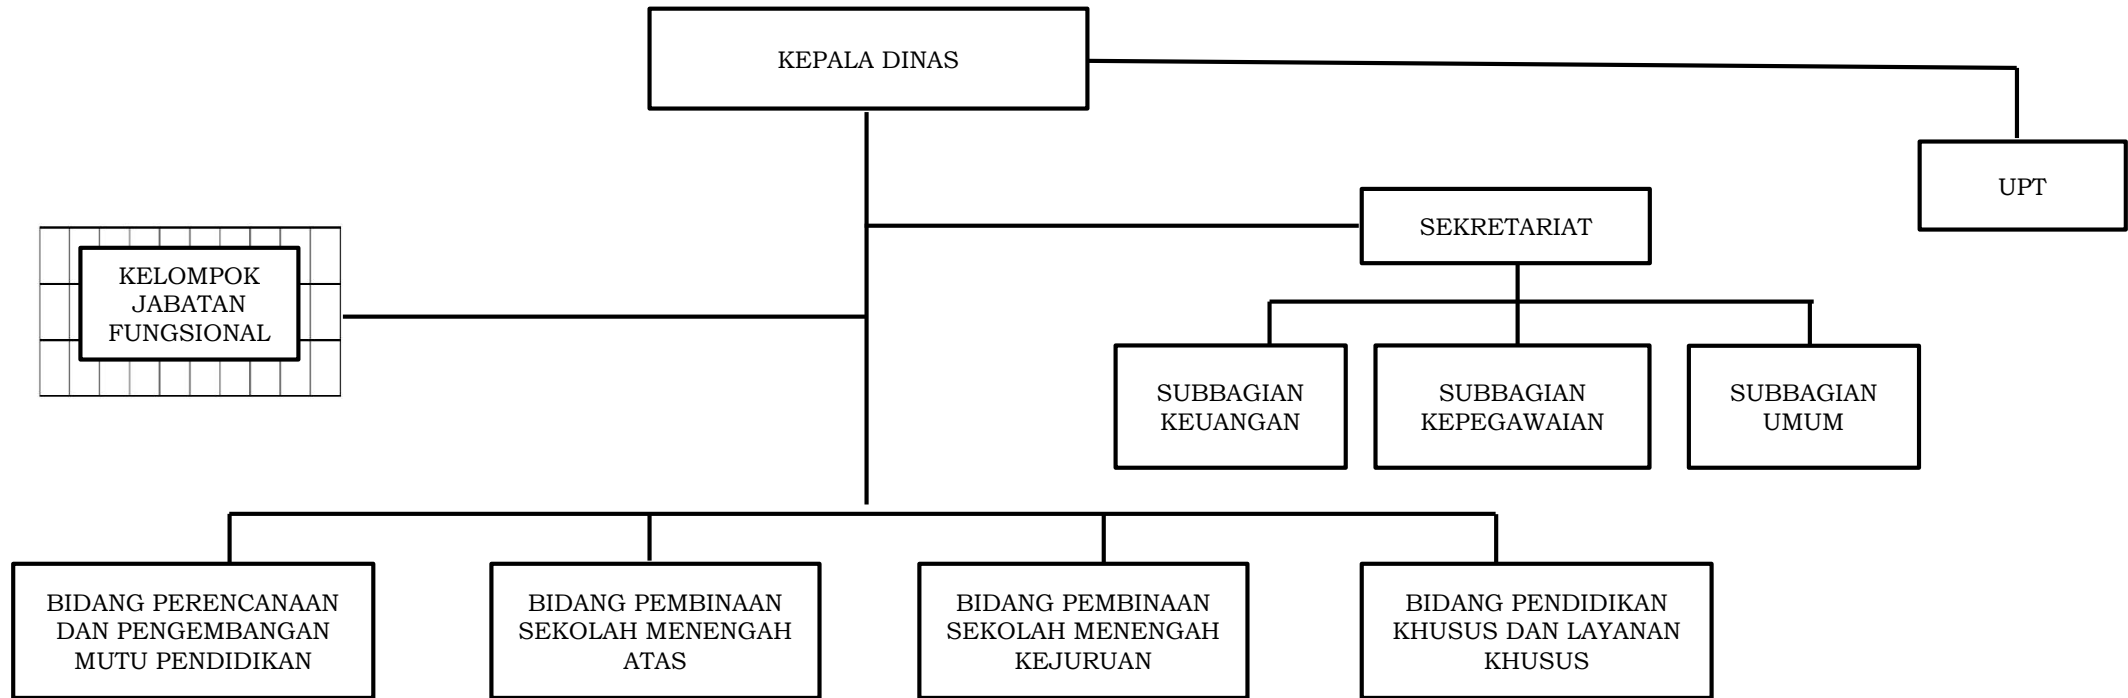 KEPALA DINAS
UPT
SEKRETARIAT
KELOMPOK
JABATAN
FUNGSIONAL
SUBBAGIAN
KEUANGAN
SUBBAGIAN
KEPEGAWAIAN
SUBBAGIAN
UMUM
BIDANG PERENCANAAN
DAN PENGEMBANGAN
MUTU PENDIDIKAN
BIDANG PEMBINAAN
SEKOLAH MENENGAH
ATAS
BIDANG PEMBINAAN
SEKOLAH MENENGAH
KEJURUAN
BIDANG PENDIDIKAN
KHUSUS DAN LAYANAN
KHUSUS